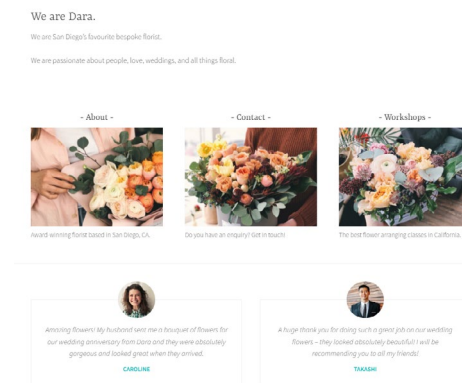 We are Dara.
We are San Diego's favourite bespoke florist.
We are passionate about people, love, weddings, and all things floral.
- About -
- Contact -
- Workshops -
Award winning florist based in San Diego, CA.
Do you have an enquiry? Get in touch!
The best flower arranging classes in California.
Amazing flowers! My husband sent me a bouquet of flowers for
our wedding anniversary from Dara and they were absolutely
gorgeous and looked great when they arrived.
CAROLINE
A huge thank you for doing such a great job on our wedding
flowers – they looked absolutely beautiful! I will be
recommending you to all my friends!
TAKASHI